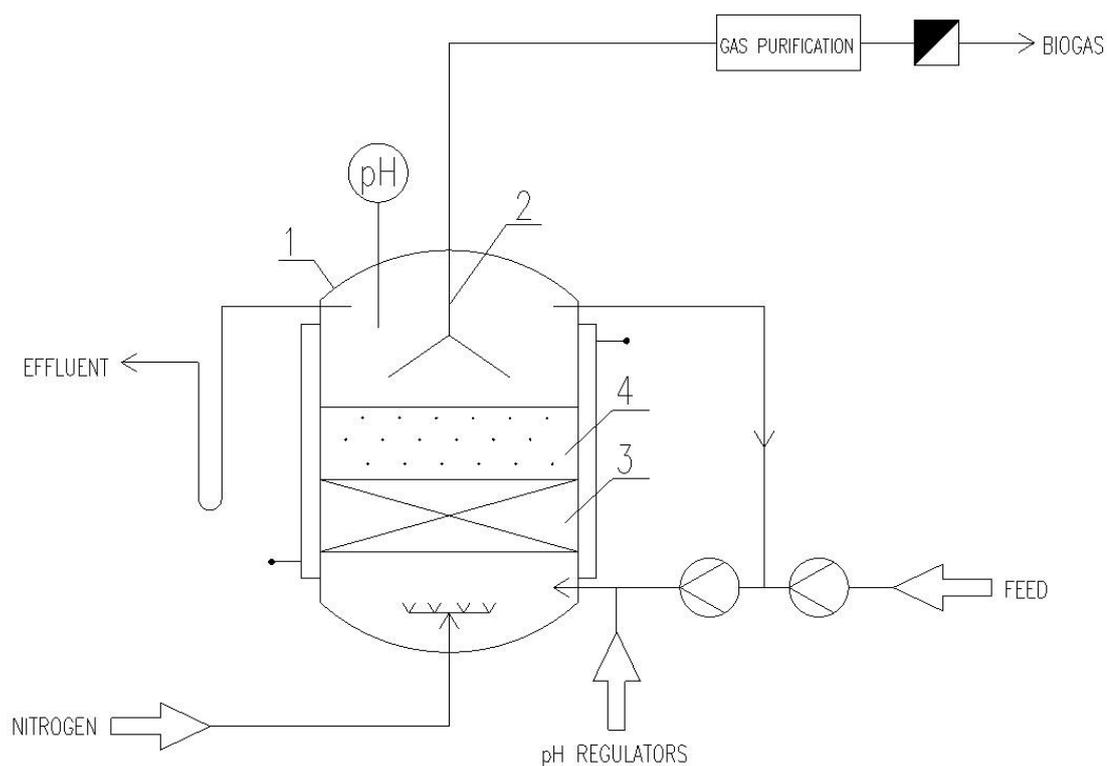 GAS PURIFICATION
BIOGAS
pH
2
1
EFFLUENT
4
3
FEED
NITROGEN
pH REGULATORS